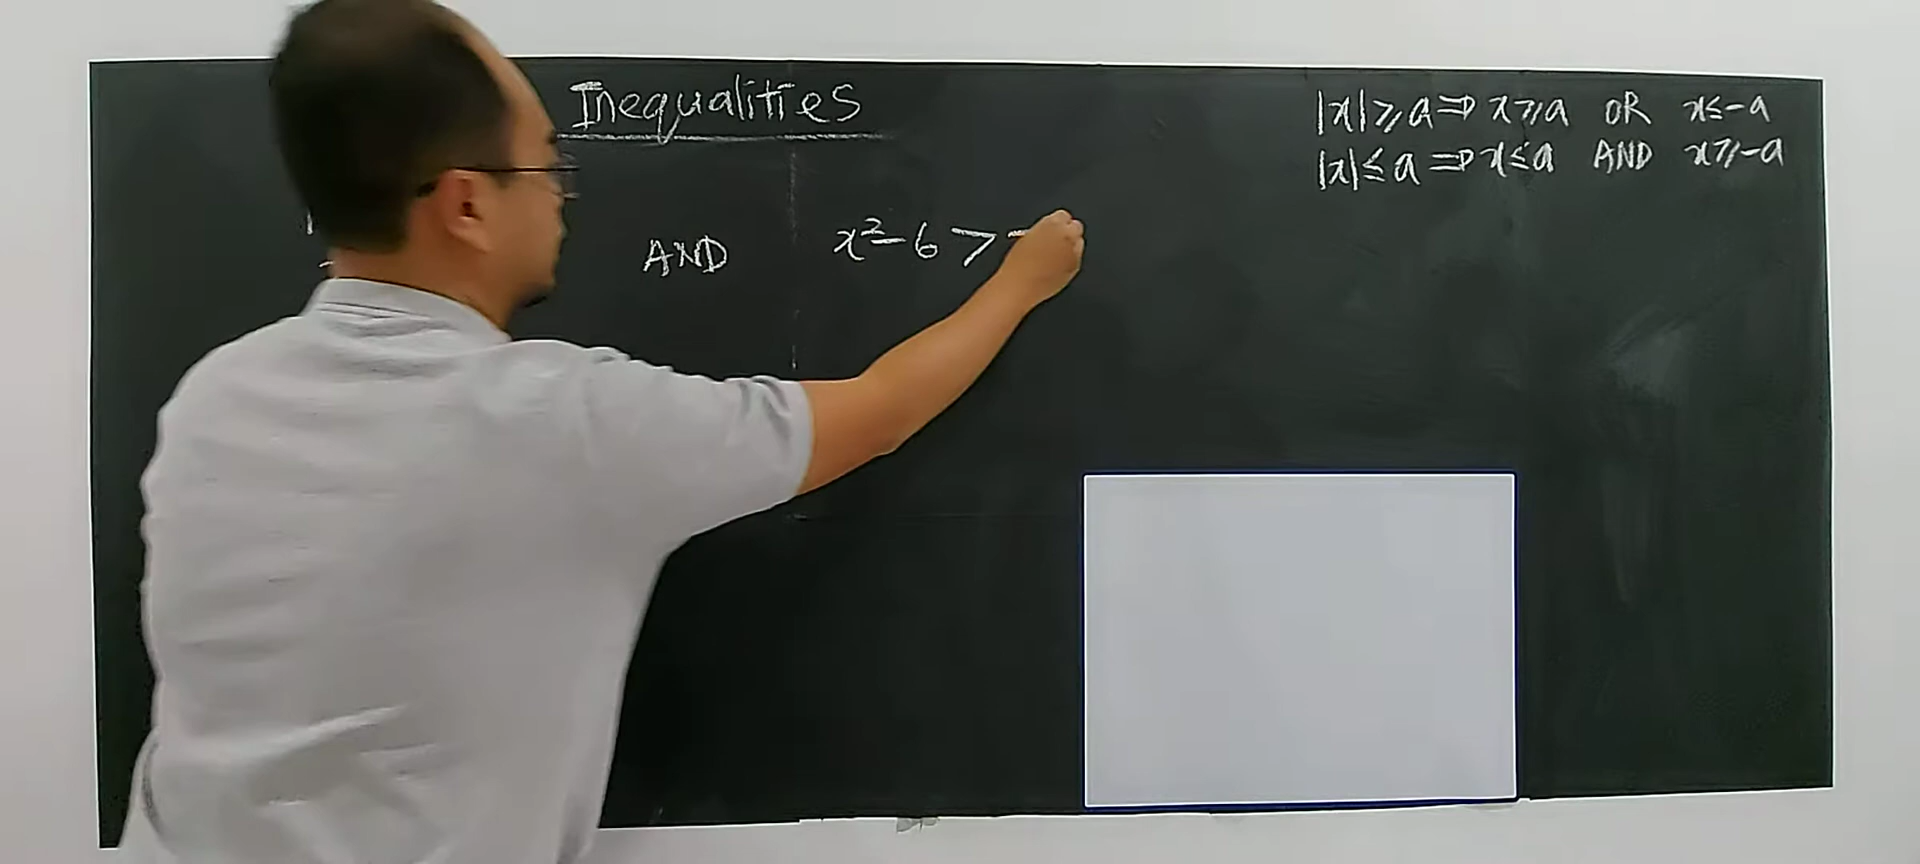 Inequalities
|x| ⩾ a ⇒ x ⩾ a OR x ≤ -a
|x| ≤ a ⇒ x ≤ a AND x ⩾ -a
AND x² - 6 > -